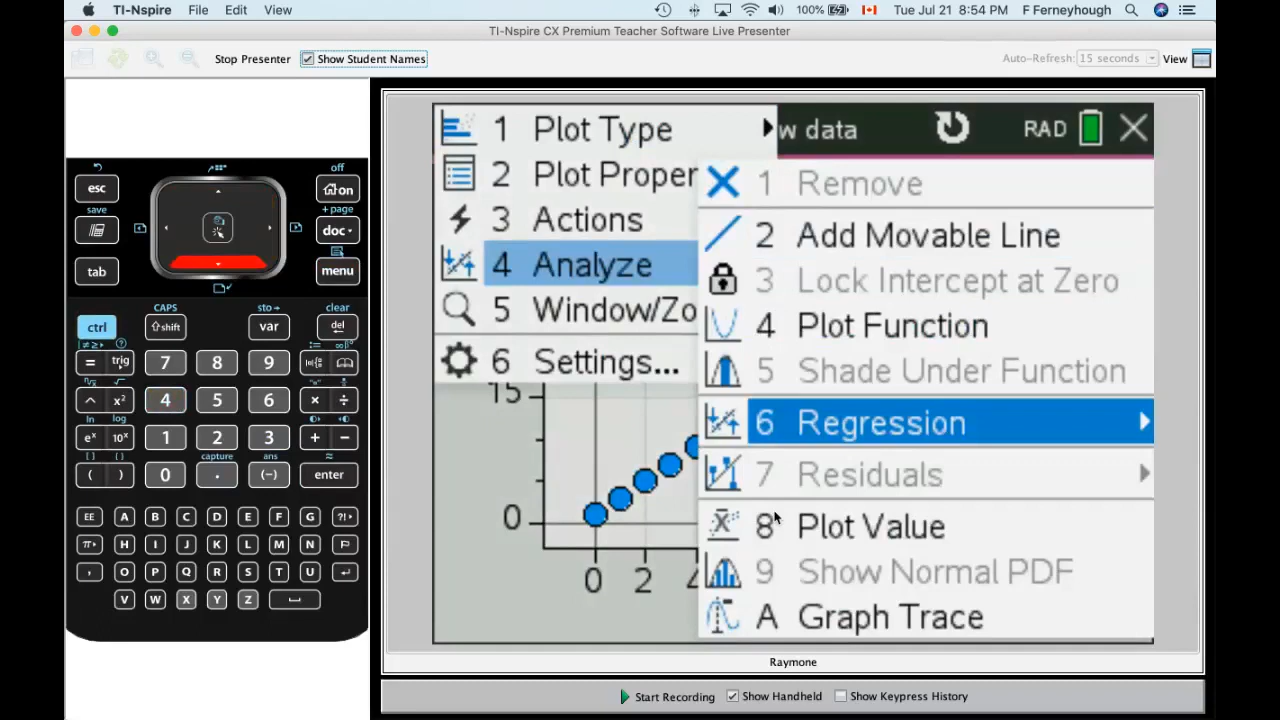 TI-Nspire File Edit View 100% Tue Jul 21 8:54 PM F Ferneyhough
TI-Nspire CX Premium Teacher Software Live Presenter
Stop Presenter Show Student Names Auto-Refresh: 15 seconds View
1 Plot Type
2 Plot Proper
3 Actions
4 Analyze
5 Window/Zo
6 Settings...
w data RAD
1 Remove
2 Add Movable Line
3 Lock Intercept at Zero
4 Plot Function
5 Shade Under Function
6 Regression
7 Residuals
8 Plot Value
9 Show Normal PDF
A Graph Trace
15
0
0 2 4
Raymone
Start Recording Show Handheld Show Keypress History
off
esc on
save + page
doc
tab menu
CAPS sto→ clear
ctrl shift var del
= trig 7 8 9
^ x² 4 5 6 × ÷
ln log
eˣ 10ˣ 1 2 3 + −
[ ] { } capture ans ≈
( ) 0 . (−) enter
EE A B C D E F G ?!
π H I J K L M N
, O P Q R S T U
V W X Y Z